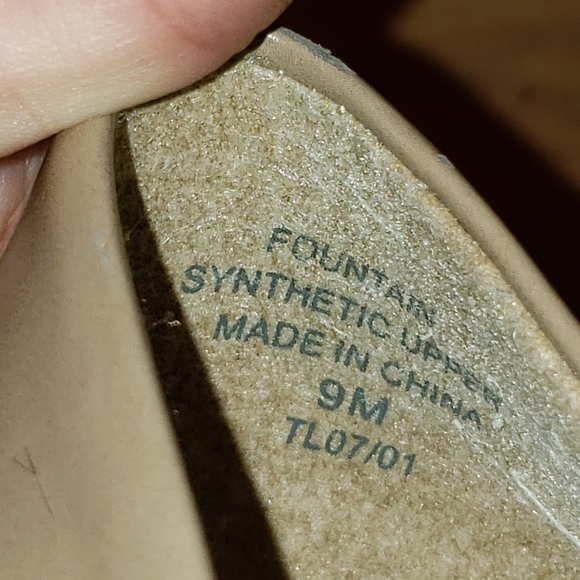 FOUNTAIN
SYNTHETIC UPPER
MADE IN CHINA
9M
TL07/01